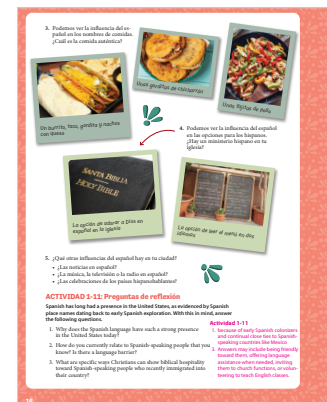 3. Podemos ver la influencia del es-
pañol en los nombres de comidas.
¿Cuál es la comida auténtica?
Un burrito, taco, gordita y nachos
con queso
Unas gorditas de chicharrón
Unas fajitas de pollo
4. Podemos ver la influencia del español
en las opciones para los hispanos.
¿Hay un ministerio hispano en tu
iglesia?
SANTA BIBLIA
HOLY BIBLE
La opción de adorar a Dios en
español en la iglesia
La opción de leer el menú en dos
idiomas
5. ¿Qué otras influencias del español hay en tu ciudad?
• ¿Las noticias en español?
• ¿La música, la televisión o la radio en español?
• ¿Las celebraciones de los países hispanohablantes?
ACTIVIDAD 1-11: Preguntas de reflexión
Spanish has long had a presence in the United States, as evidenced by Spanish
place names dating back to early Spanish exploration. With this in mind, answer
the following questions.
1. Why does the Spanish language have such a strong presence
in the United States today?
2. How do you currently relate to Spanish-speaking people that you
know? Is there a language barrier?
3. What are specific ways Christians can show biblical hospitality
toward Spanish-speaking people who recently immigrated into
their country?
Actividad 1-11
1. because of early Spanish colonizers
and continual close ties to Spanish-
speaking countries like Mexico
2. Answers may include being friendly
toward them, offering language
assistance when needed, inviting
them to church functions, or volun-
teering to teach English classes.